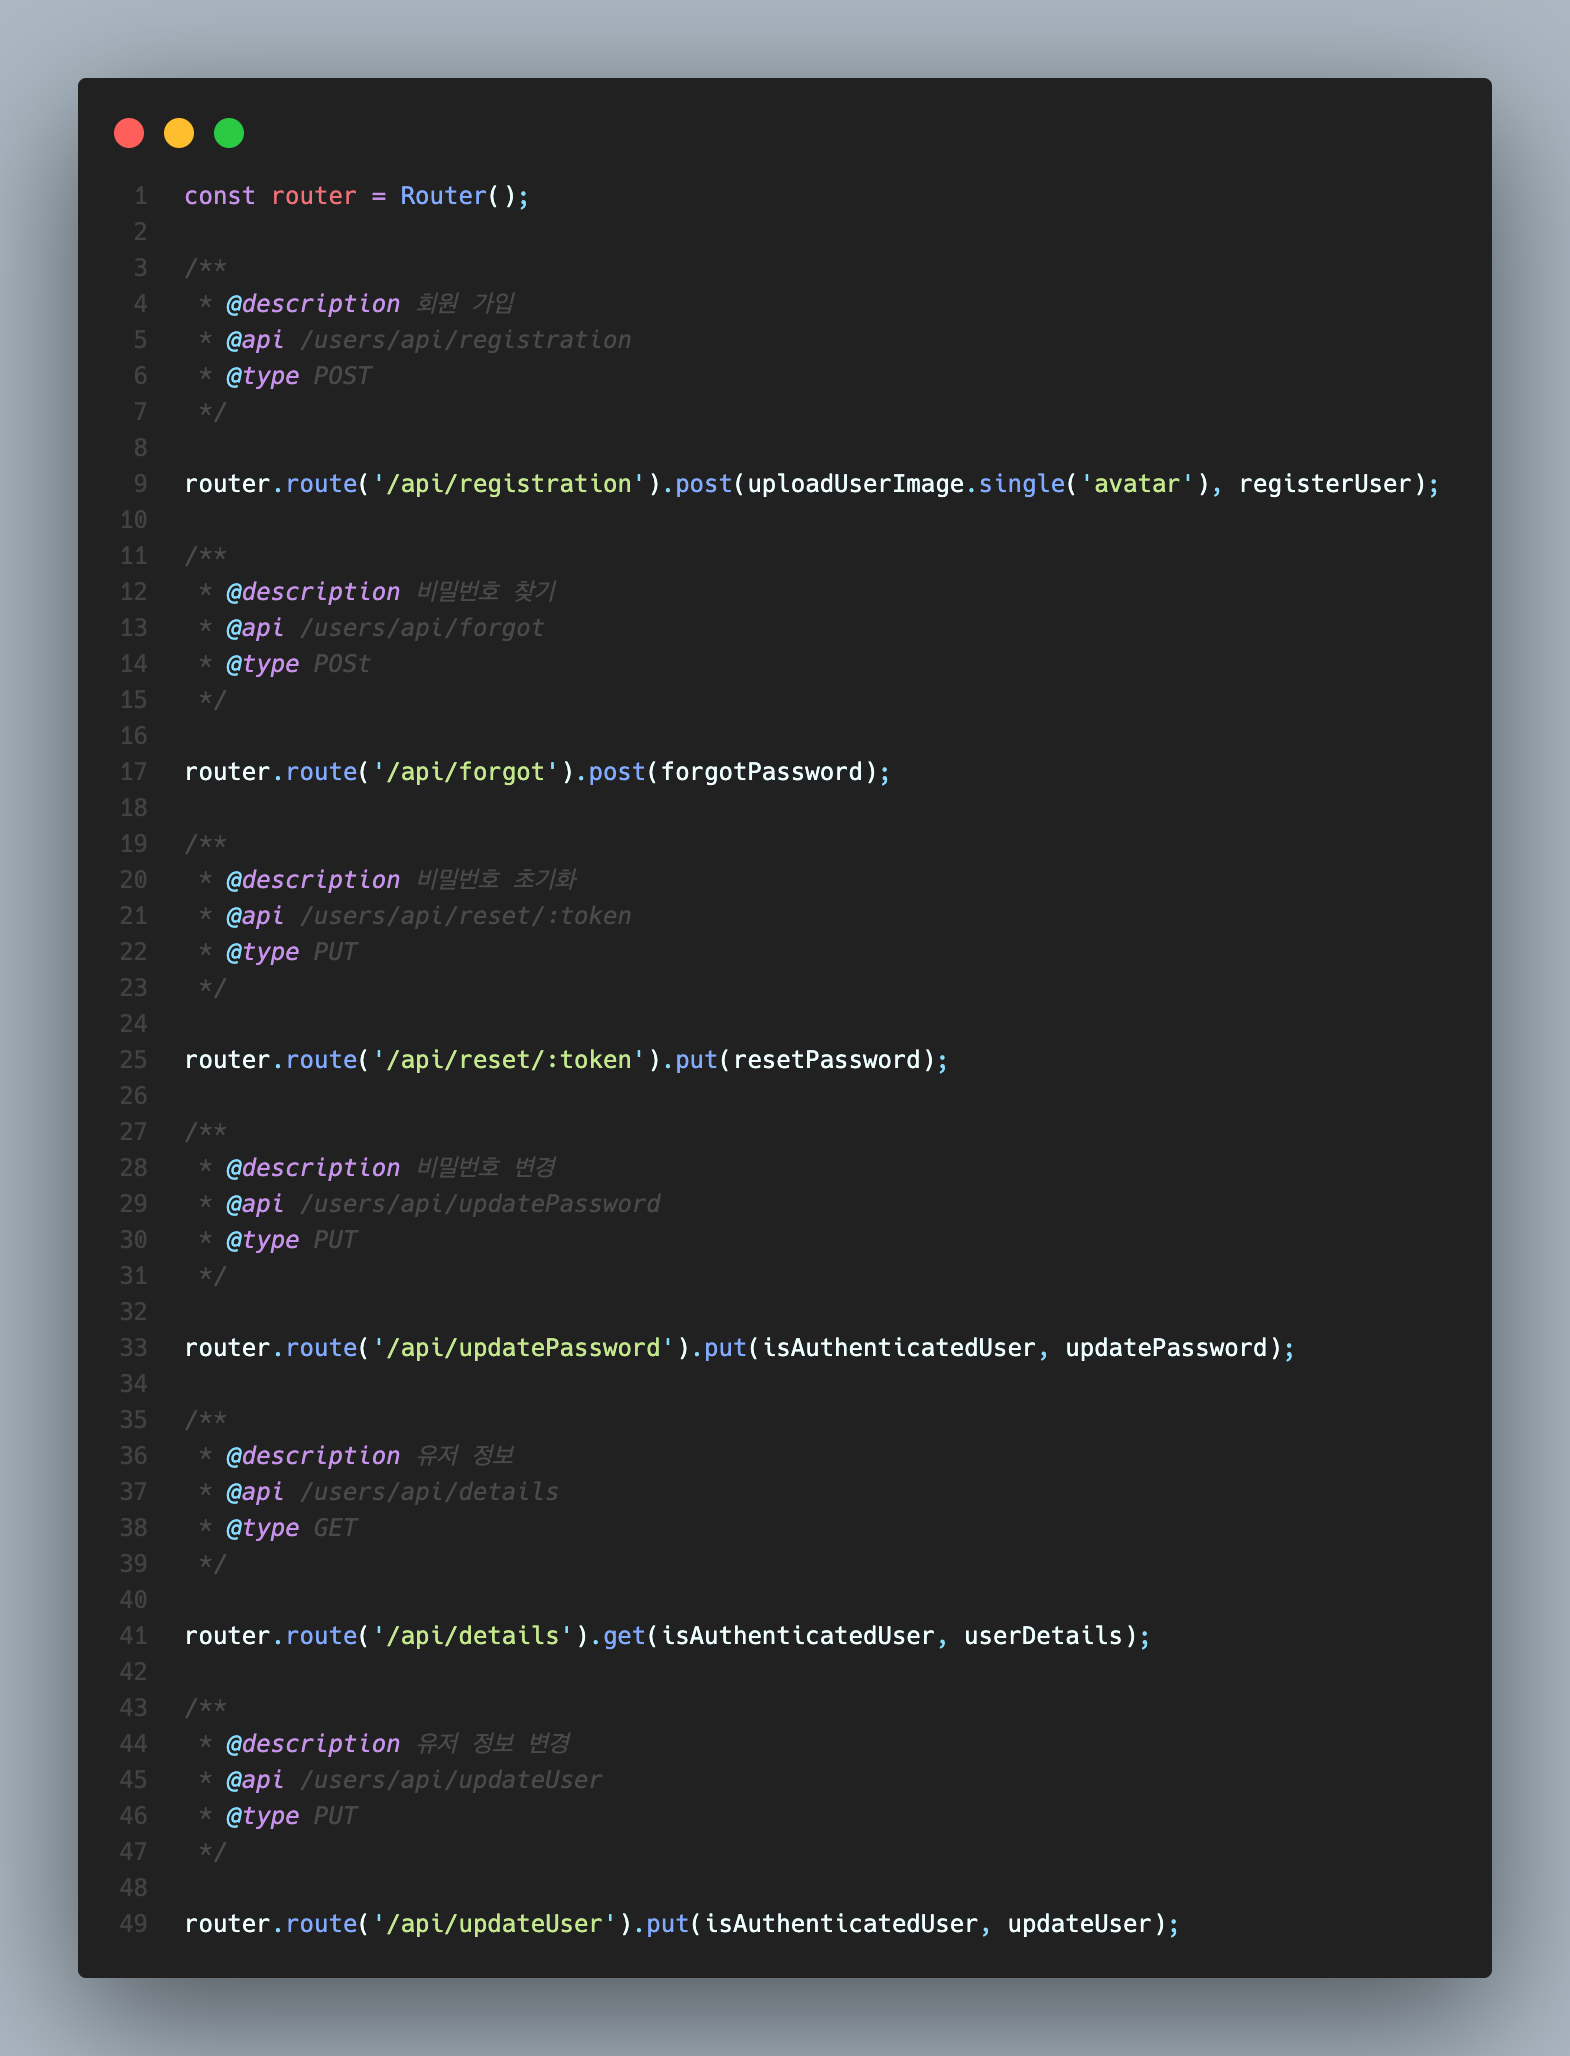 1 const router = Router();
2
3 /**
4  * @description 회원 가입
5  * @api /users/api/registration
6  * @type POST
7  */
8
9 router.route('/api/registration').post(uploadUserImage.single('avatar'), registerUser);
10
11 /**
12  * @description 비밀번호 찾기
13  * @api /users/api/forgot
14  * @type POSt
15  */
16
17 router.route('/api/forgot').post(forgotPassword);
18
19 /**
20  * @description 비밀번호 초기화
21  * @api /users/api/reset/:token
22  * @type PUT
23  */
24
25 router.route('/api/reset/:token').put(resetPassword);
26
27 /**
28  * @description 비밀번호 변경
29  * @api /users/api/updatePassword
30  * @type PUT
31  */
32
33 router.route('/api/updatePassword').put(isAuthenticatedUser, updatePassword);
34
35 /**
36  * @description 유저 정보
37  * @api /users/api/details
38  * @type GET
39  */
40
41 router.route('/api/details').get(isAuthenticatedUser, userDetails);
42
43 /**
44  * @description 유저 정보 변경
45  * @api /users/api/updateUser
46  * @type PUT
47  */
48
49 router.route('/api/updateUser').put(isAuthenticatedUser, updateUser);